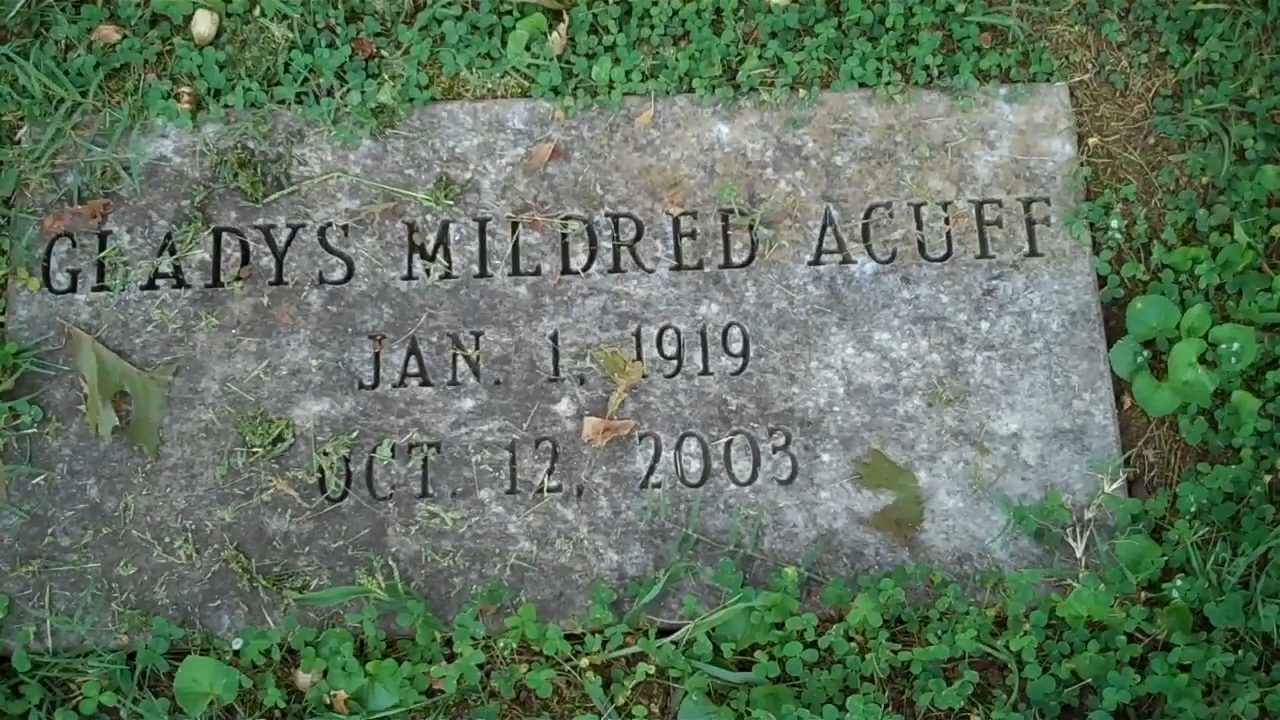 GLADYS MILDRED ACUFF
JAN. 1, 1919
OCT. 12, 2003